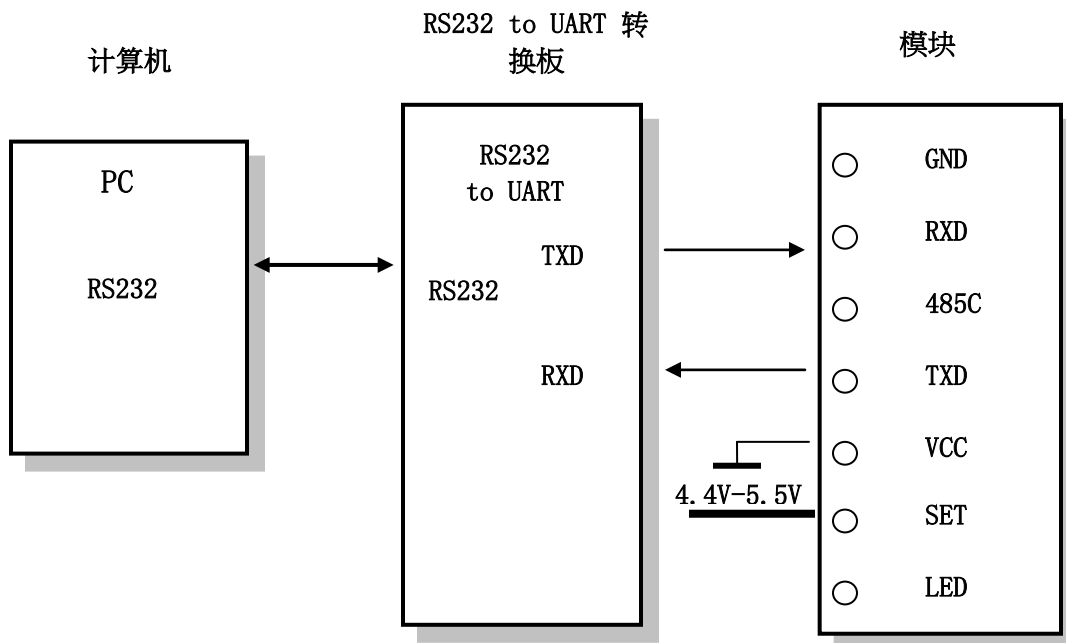 计算机
RS232 to UART 转
换板
模块
PC
RS232
RS232
to UART
TXD
RS232
RXD
GND
RXD
485C
TXD
VCC
4.4V-5.5V
SET
LED